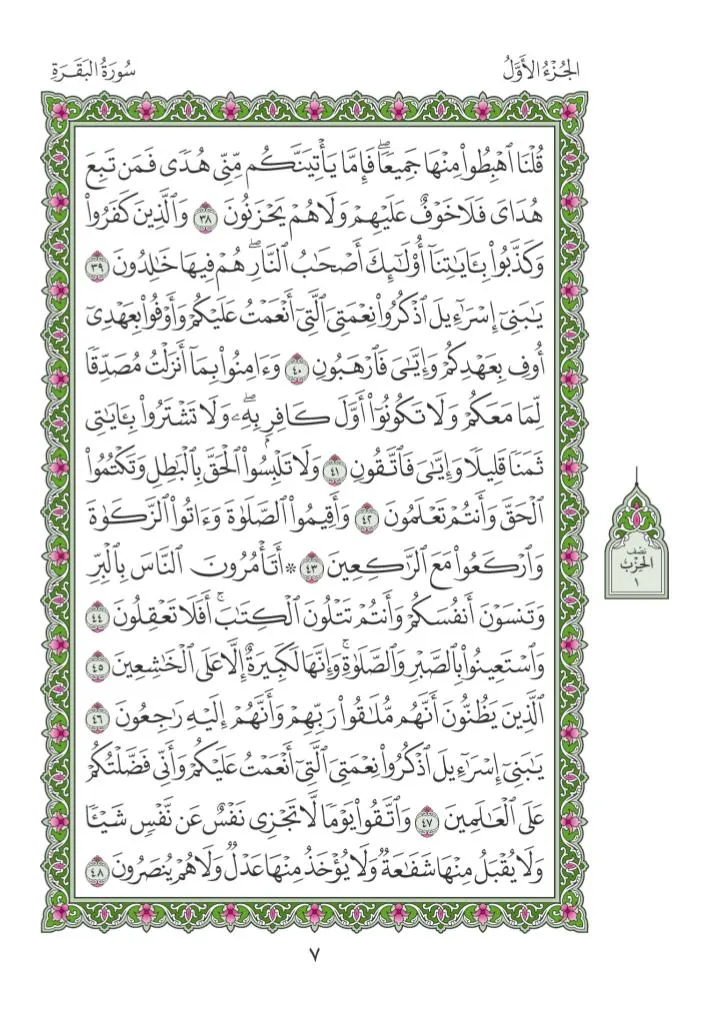 الجُزْءُ الأَوَّلُ
سُورَةُ البَقَرَةِ
قُلْنَا ٱهْبِطُوا۟ مِنْهَا جَمِيعًاۖ فَإِمَّا يَأْتِيَنَّكُم مِّنِّى هُدًى فَمَن تَبِعَ
هُدَاىَ فَلَا خَوْفٌ عَلَيْهِمْ وَلَا هُمْ يَحْزَنُونَ ٣٨ وَٱلَّذِينَ كَفَرُوا۟
وَكَذَّبُوا۟ بِـَٔايَٰتِنَآ أُو۟لَٰٓئِكَ أَصْحَٰبُ ٱلنَّارِۖ هُمْ فِيهَا خَٰلِدُونَ ٣٩
يَٰبَنِىٓ إِسْرَٰٓءِيلَ ٱذْكُرُوا۟ نِعْمَتِىَ ٱلَّتِىٓ أَنْعَمْتُ عَلَيْكُمْ وَأَوْفُوا۟ بِعَهْدِىٓ
أُوفِ بِعَهْدِكُمْ وَإِيَّٰىَ فَٱرْهَبُونِ ٤٠ وَءَامِنُوا۟ بِمَآ أَنزَلْتُ مُصَدِّقًا
لِّمَا مَعَكُمْ وَلَا تَكُونُوٓا۟ أَوَّلَ كَافِرٍۭ بِهِۦۖ وَلَا تَشْتَرُوا۟ بِـَٔايَٰتِى
ثَمَنًا قَلِيلًا وَإِيَّٰىَ فَٱتَّقُونِ ٤١ وَلَا تَلْبِسُوا۟ ٱلْحَقَّ بِٱلْبَٰطِلِ وَتَكْتُمُوا۟
ٱلْحَقَّ وَأَنتُمْ تَعْلَمُونَ ٤٢ وَأَقِيمُوا۟ ٱلصَّلَوٰةَ وَءَاتُوا۟ ٱلزَّكَوٰةَ
وَٱرْكَعُوا۟ مَعَ ٱلرَّٰكِعِينَ ٤٣ ۞ أَتَأْمُرُونَ ٱلنَّاسَ بِٱلْبِرِّ
وَتَنسَوْنَ أَنفُسَكُمْ وَأَنتُمْ تَتْلُونَ ٱلْكِتَٰبَۚ أَفَلَا تَعْقِلُونَ ٤٤
وَٱسْتَعِينُوا۟ بِٱلصَّبْرِ وَٱلصَّلَوٰةِۚ وَإِنَّهَا لَكَبِيرَةٌ إِلَّا عَلَى ٱلْخَٰشِعِينَ ٤٥
ٱلَّذِينَ يَظُنُّونَ أَنَّهُم مُّلَٰقُوا۟ رَبِّهِمْ وَأَنَّهُمْ إِلَيْهِ رَٰجِعُونَ ٤٦
يَٰبَنِىٓ إِسْرَٰٓءِيلَ ٱذْكُرُوا۟ نِعْمَتِىَ ٱلَّتِىٓ أَنْعَمْتُ عَلَيْكُمْ وَأَنِّى فَضَّلْتُكُمْ
عَلَى ٱلْعَٰلَمِينَ ٤٧ وَٱتَّقُوا۟ يَوْمًا لَّا تَجْزِى نَفْسٌ عَن نَّفْسٍ شَيْـًٔا
وَلَا يُقْبَلُ مِنْهَا شَفَٰعَةٌ وَلَا يُؤْخَذُ مِنْهَا عَدْلٌ وَلَا هُمْ يُنصَرُونَ ٤٨
نِصْف
الحِزْبُ
١
٧